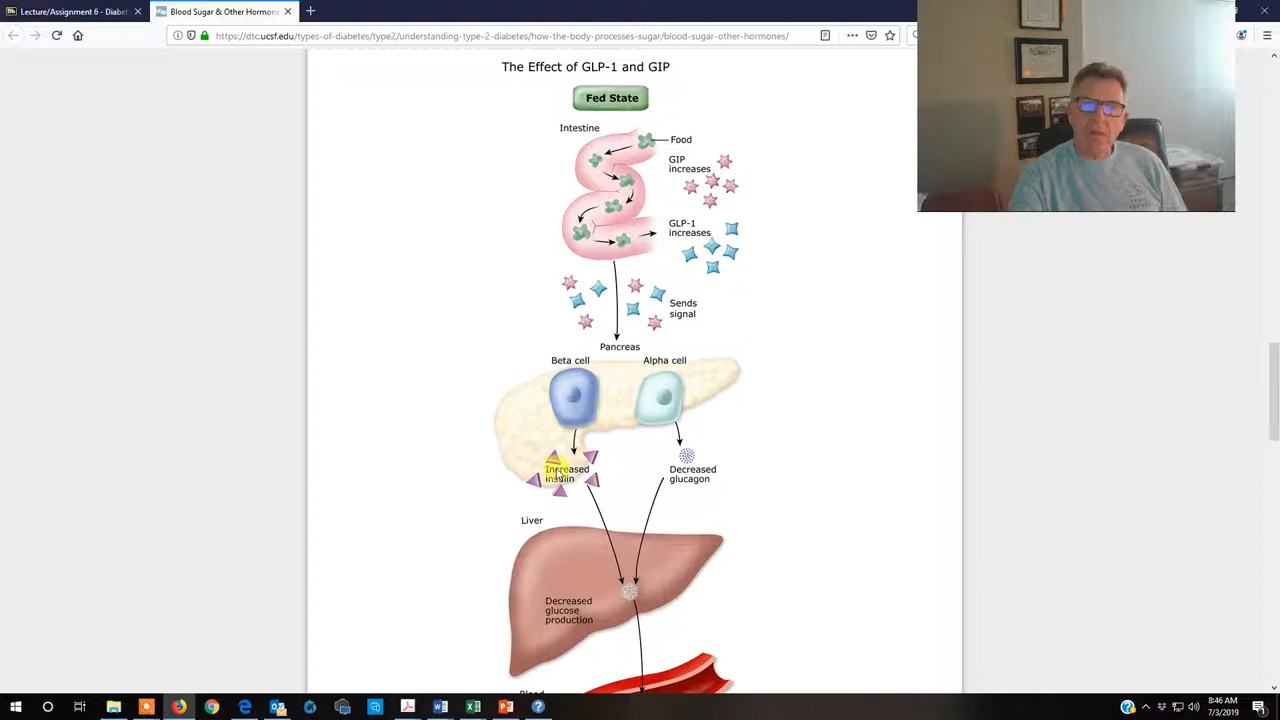 Lecture/Assignment 6 - Diabet
Blood Sugar & Other Hormone
https://dtc.ucsf.edu/types-of-diabetes/type2/understanding-type-2-diabetes/how-the-body-processes-sugar/blood-sugar-other-hormones/
The Effect of GLP-1 and GIP
Fed State
Intestine
Food
GIP
increases
GLP-1
increases
Sends
signal
Pancreas
Beta cell
Alpha cell
Increased
insulin
Decreased
glucagon
Liver
Decreased
glucose
production
Blood
8:46 AM
7/3/2019